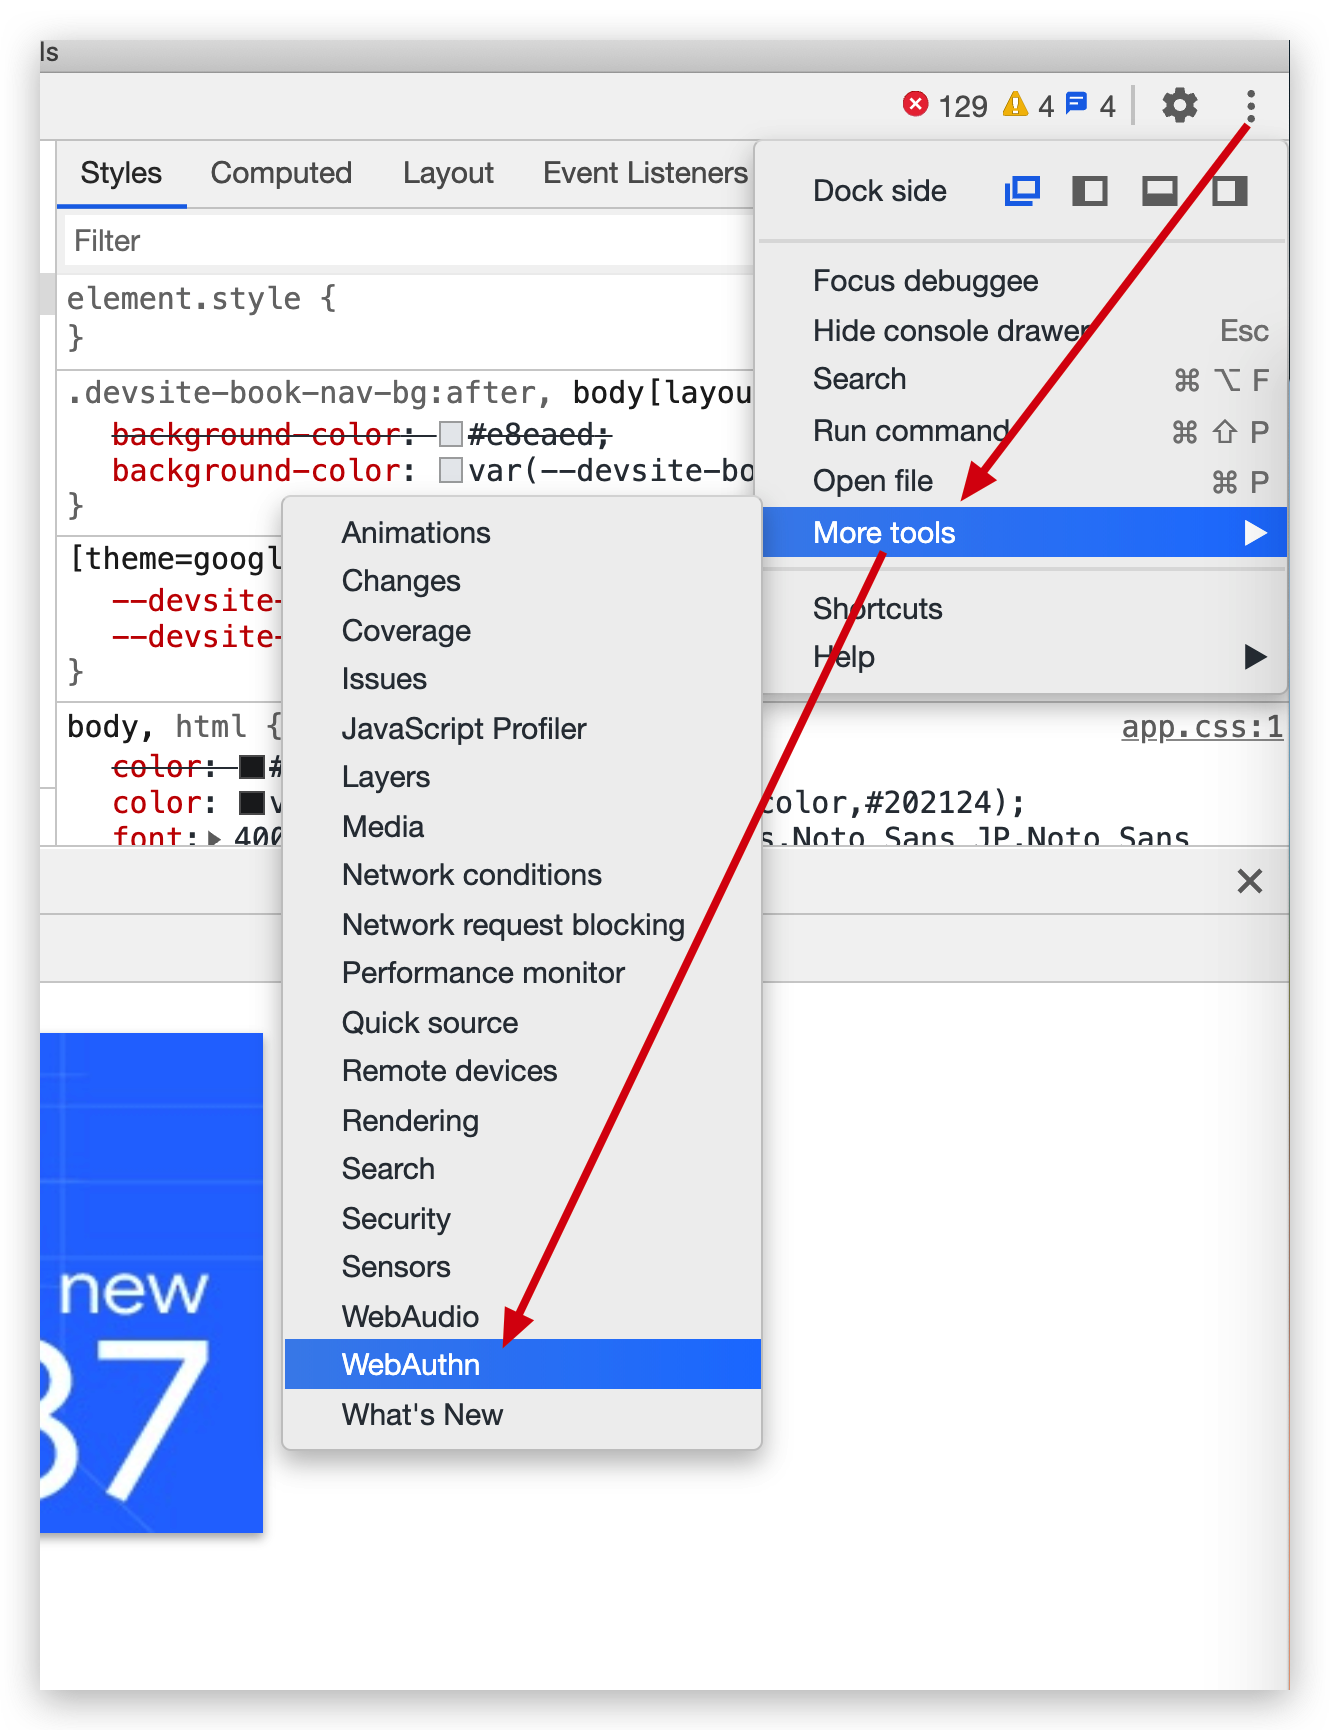 ls
129 4 4
Styles Computed Layout Event Listeners
Filter
element.style {
}
.devsite-book-nav-bg:after, body[layou
background-color: #e8eaed;
background-color: var(--devsite-bo
}
[theme=googl
--devsite-
--devsite-
}
body, html {
app.css:1
color: #
color: v
color,#202124);
font: 400
s,Noto Sans JP,Noto Sans
Dock side
Focus debuggee
Hide console drawer Esc
Search ⌘ ⌥ F
Run command ⌘ ⇧ P
Open file ⌘ P
More tools
Shortcuts
Help
Animations
Changes
Coverage
Issues
JavaScript Profiler
Layers
Media
Network conditions
Network request blocking
Performance monitor
Quick source
Remote devices
Rendering
Search
Security
Sensors
WebAudio
WebAuthn
What's New
new
87